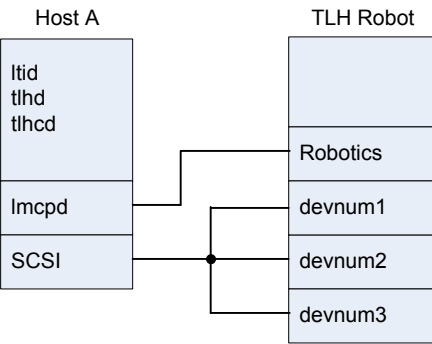 Host A
ltid
tlhd
tlhcd
lmcpd
SCSI
TLH Robot
Robotics
devnum1
devnum2
devnum3